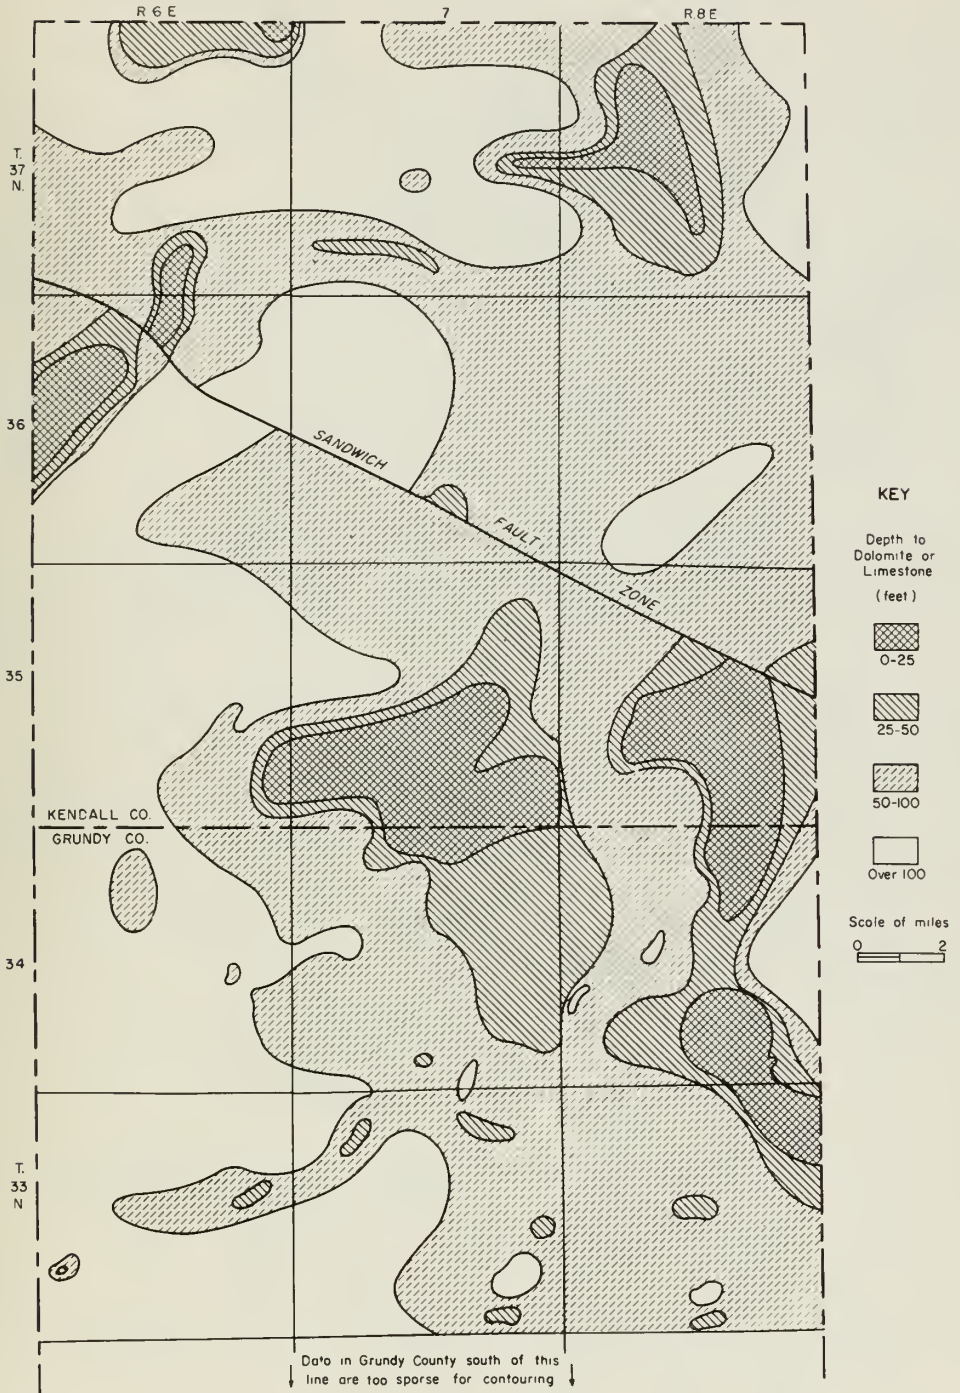 R 6 E
7
R.8 E
T.
37
N.
36
SANDWICH
FAULT
ZONE
35
KENDALL CO.
GRUNDY CO.
34
T.
33
N
KEY
Depth to
Dolomite or
Limestone
(feet)
0-25
25-50
50-100
Over 100
Scale of miles
0 2
Data in Grundy County south of this
line are too sparse for contouring